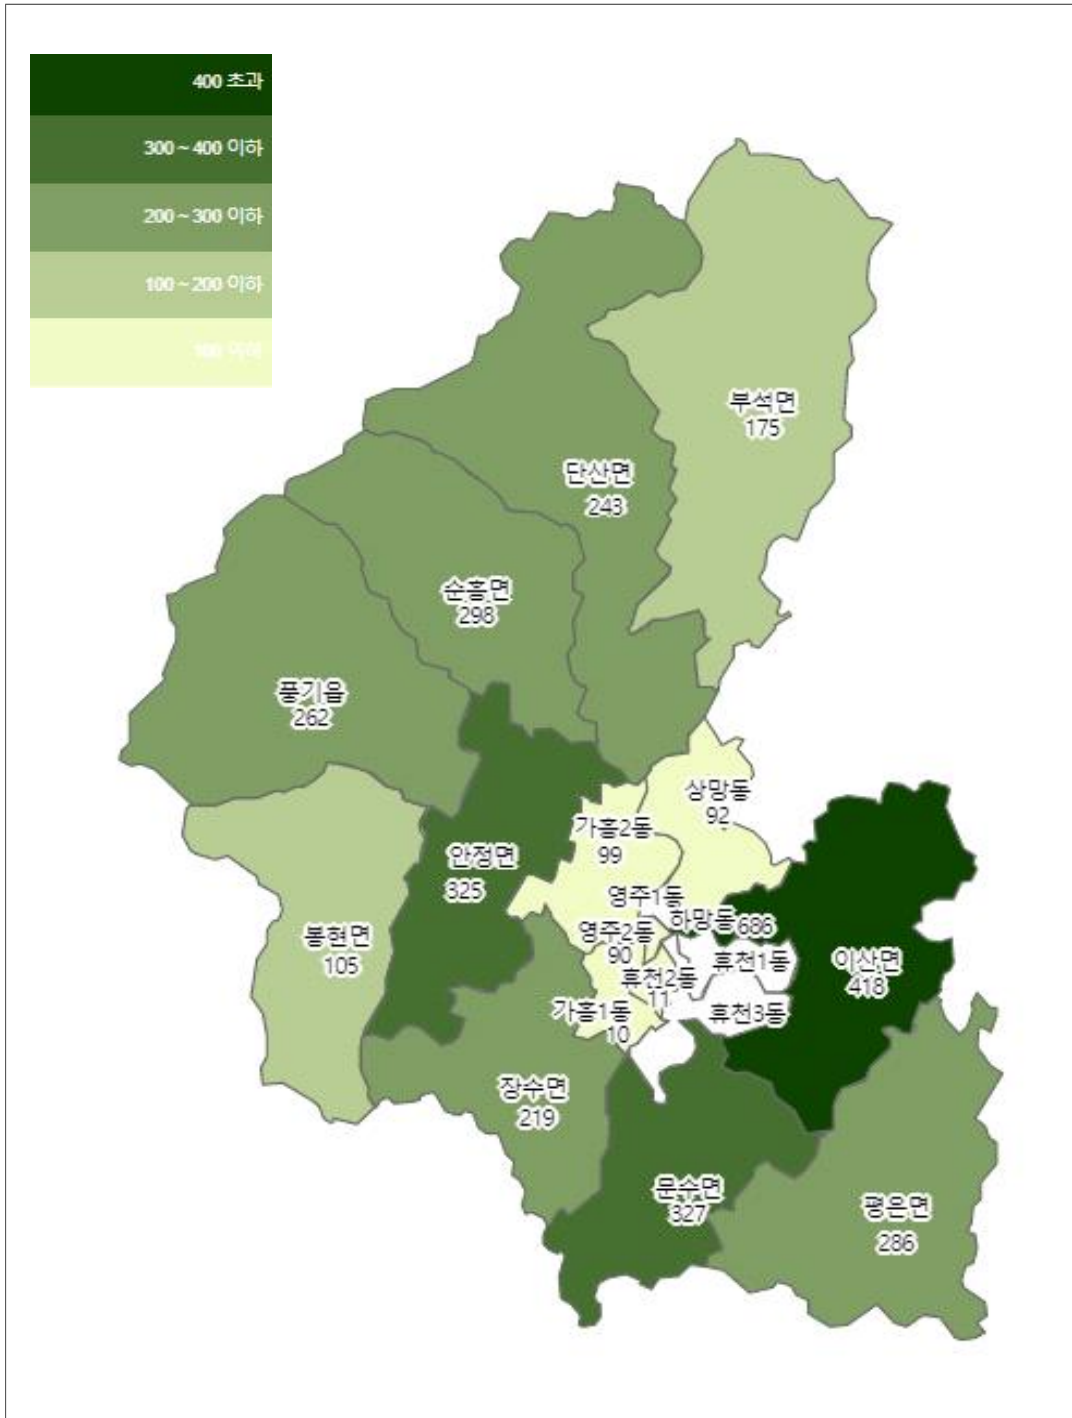 400 초과
300 ~ 400 이하
200 ~ 300 이하
100 ~ 200 이하
100 이하
부석면
175
단산면
243
순흥면
298
풍기읍
262
상망동
92
가흥2동
99
안정면
325
영주1동
하망동 686
영주2동
90
봉현면
105
휴천1동
이산면
418
휴천2동
11
가흥1동
10
휴천3동
장수면
219
문수면
327
평은면
286